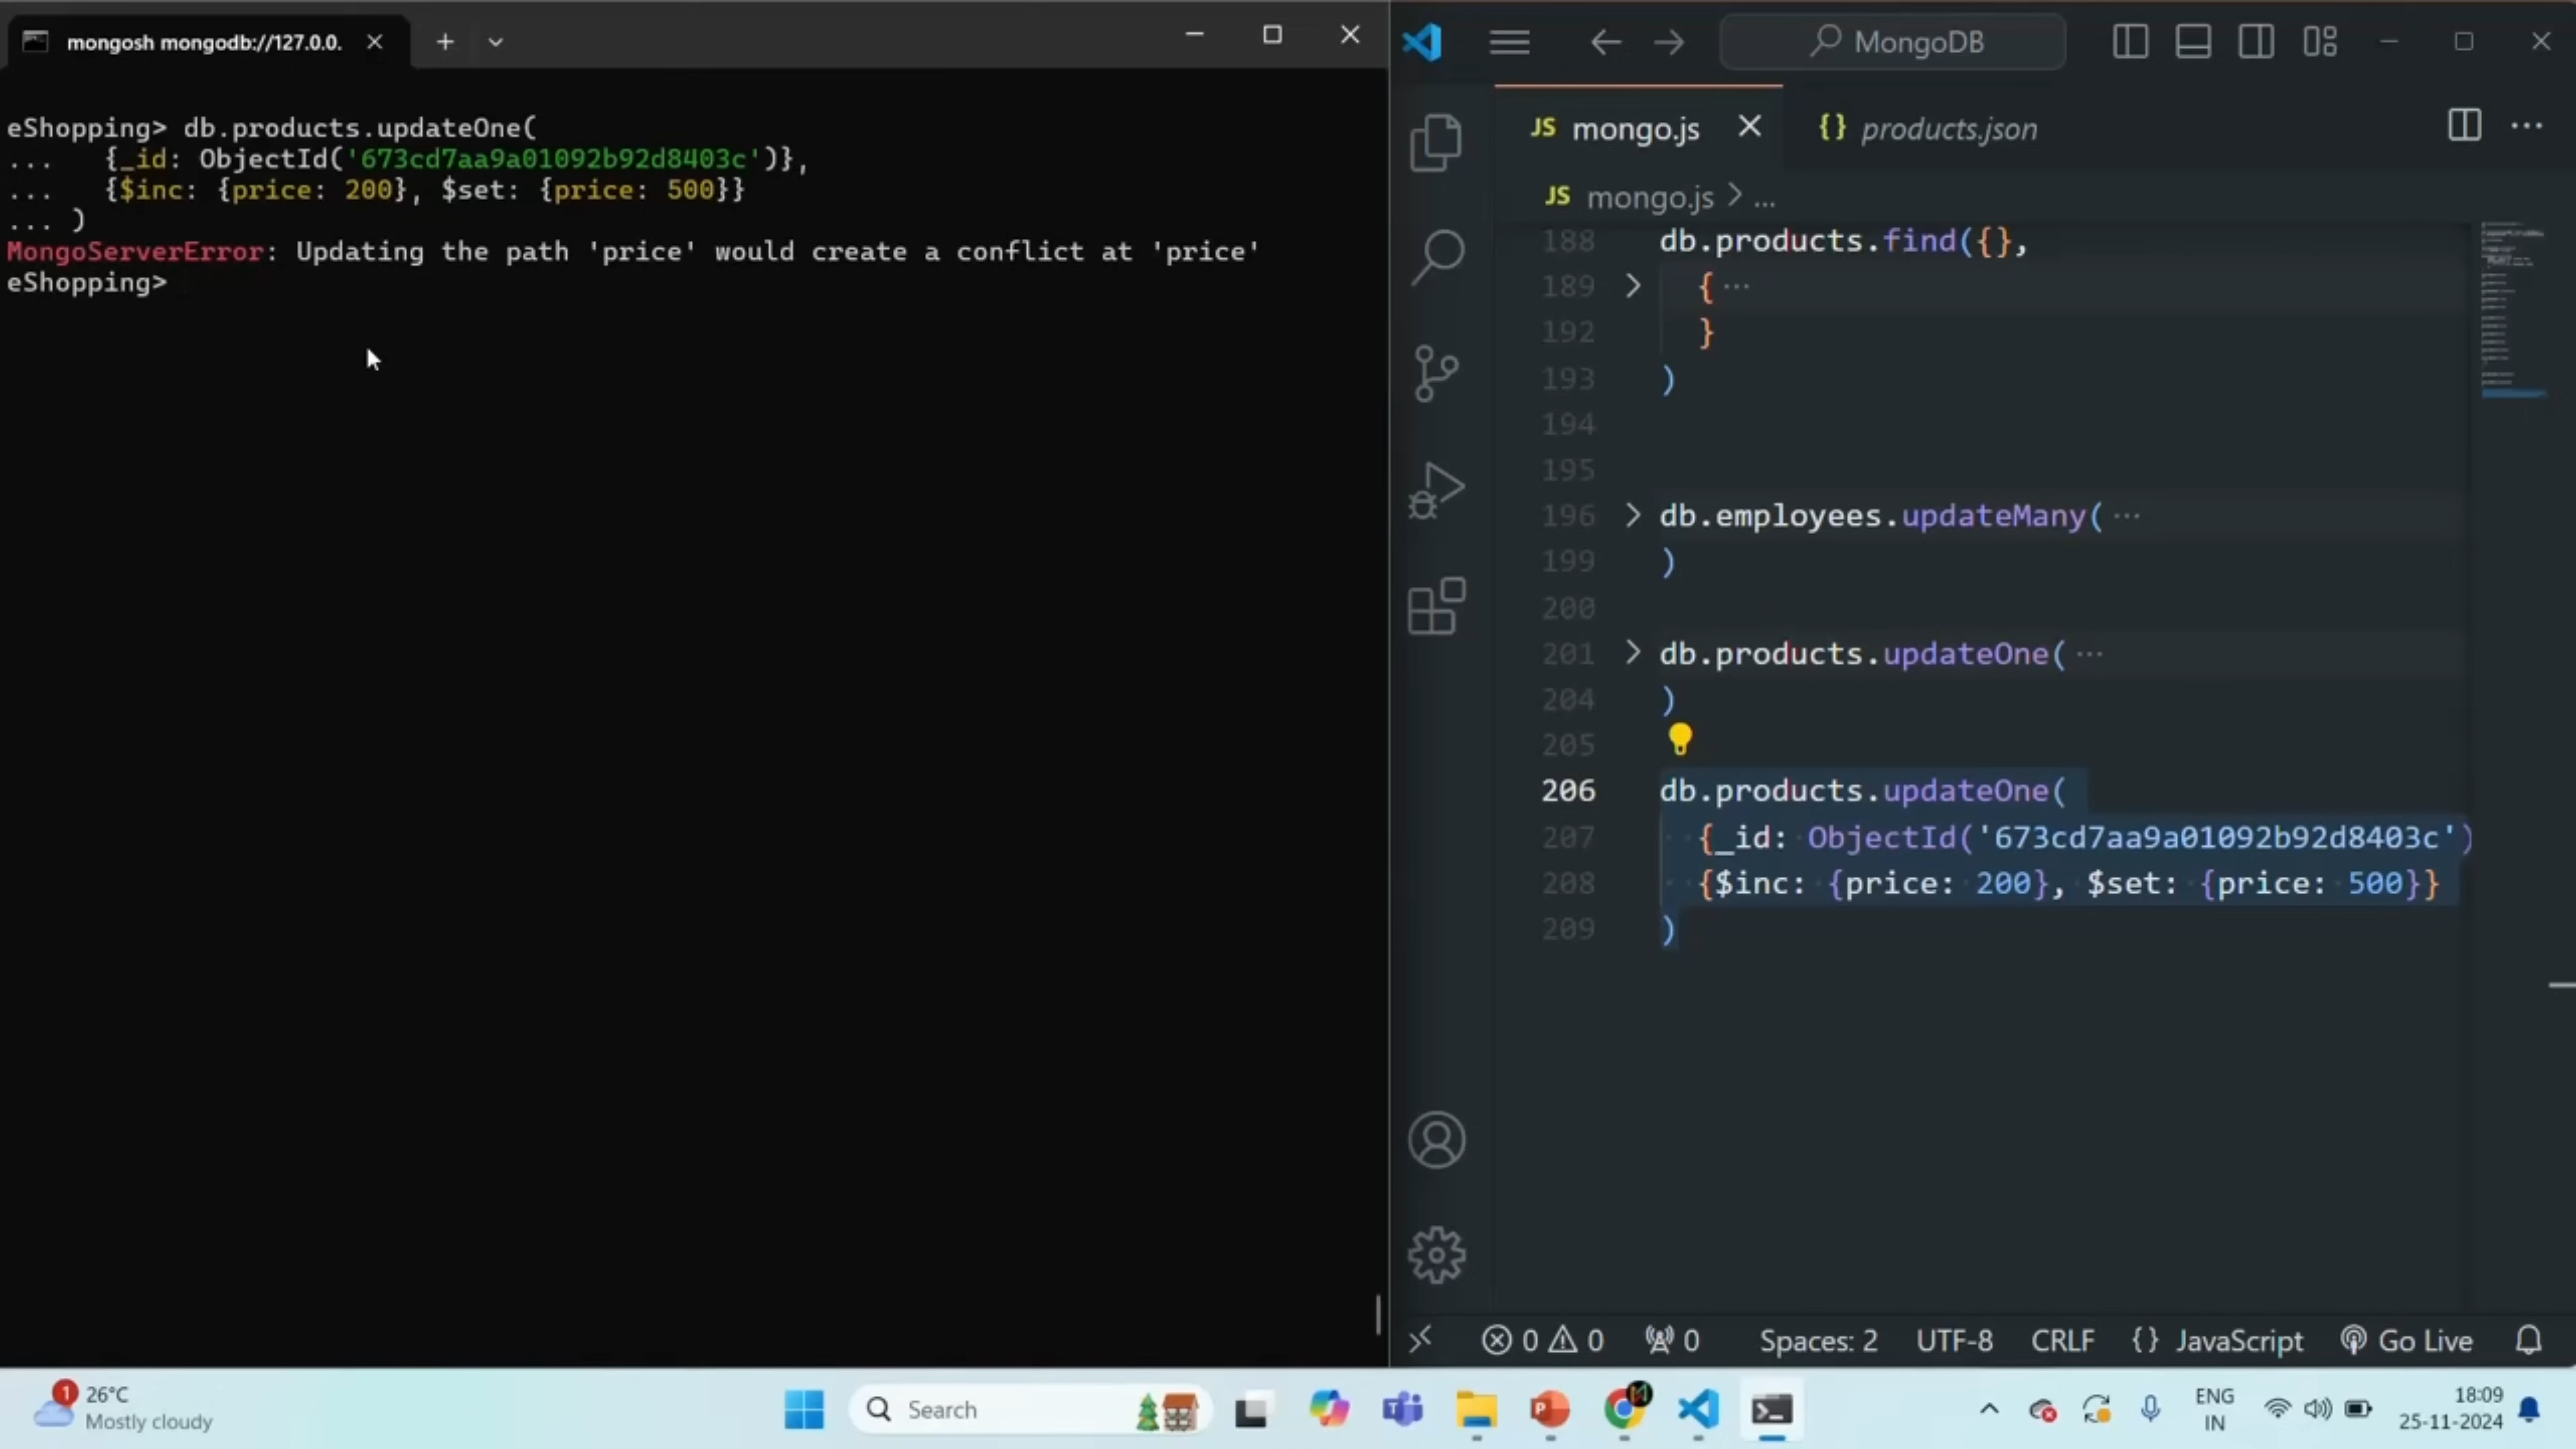 mongosh mongodb://127.0.0.
eShopping> db.products.updateOne(
...   {_id: ObjectId('673cd7aa9a01092b92d8403c')},
...   {$inc: {price: 200}, $set: {price: 500}}
... )
MongoServerError: Updating the path 'price' would create a conflict at 'price'
eShopping>
MongoDB
JS mongo.js
{} products.json
JS mongo.js > ...
188 db.products.find({},
189 { ...
192 }
193 )
194
195
196 db.employees.updateMany( ...
199 )
200
201 db.products.updateOne( ...
204 )
205
206 db.products.updateOne(
207 {_id: ObjectId('673cd7aa9a01092b92d8403c')
208 {$inc: {price: 200}, $set: {price: 500}}
209 )
0 0 0 Spaces: 2 UTF-8 CRLF {} JavaScript Go Live
1
26°C
Mostly cloudy
Search
ENG
IN
18:09
25-11-2024